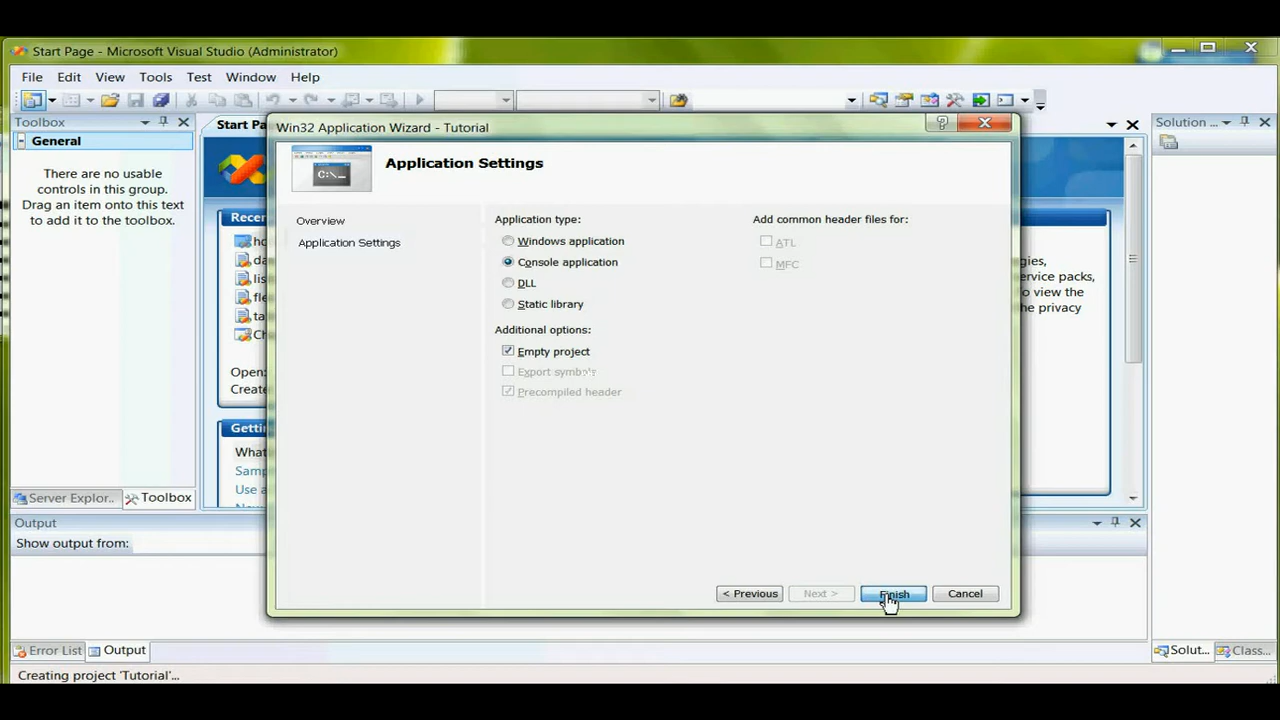 Start Page - Microsoft Visual Studio (Administrator)
File Edit View Tools Test Window Help
Toolbox
General
There are no usable
controls in this group.
Drag an item onto this text
to add it to the toolbox.
Server Explor..
Toolbox
Start Pa
Solution ...
Recen
Open:
Create
Getti
What
Samp
Use a
gies,
service packs,
o view the
he privacy
Win32 Application Wizard - Tutorial
C:\._
Application Settings
Overview
Application Settings
Application type:
Windows application
Console application
DLL
Static library
Additional options:
Empty project
Export symbols
Precompiled header
Add common header files for:
ATL
MFC
< Previous
Next >
Finish
Cancel
Output
Show output from:
Error List
Output
Solut...
Class...
Creating project 'Tutorial'...